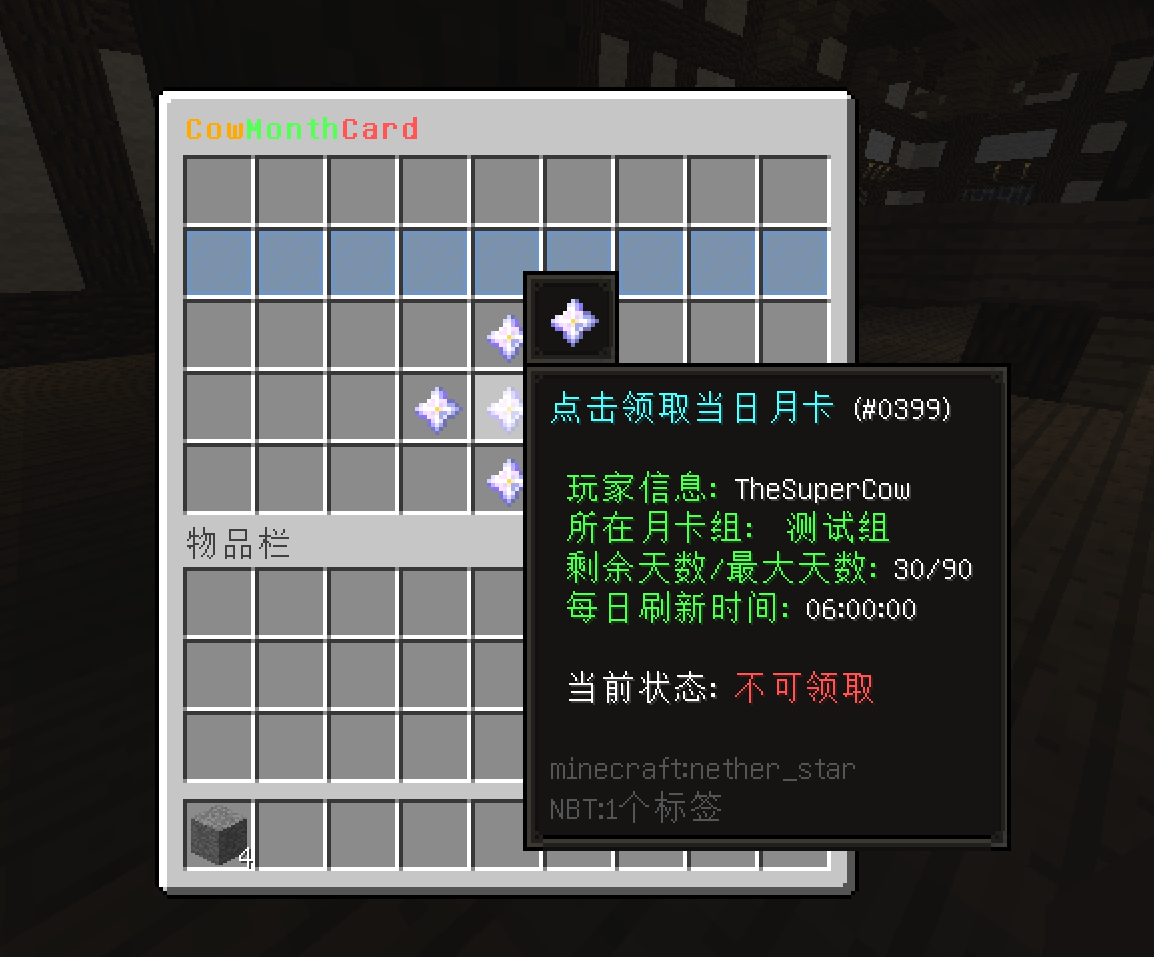 CowMonthCard
点击领取当日月卡 (#0399)
玩家信息: TheSuperCow
所在月卡组: 测试组
剩余天数/最大天数: 30/90
每日刷新时间: 06:00:00
当前状态: 不可领取
minecraft:nether_star
NBT:1个标签
物品栏
4